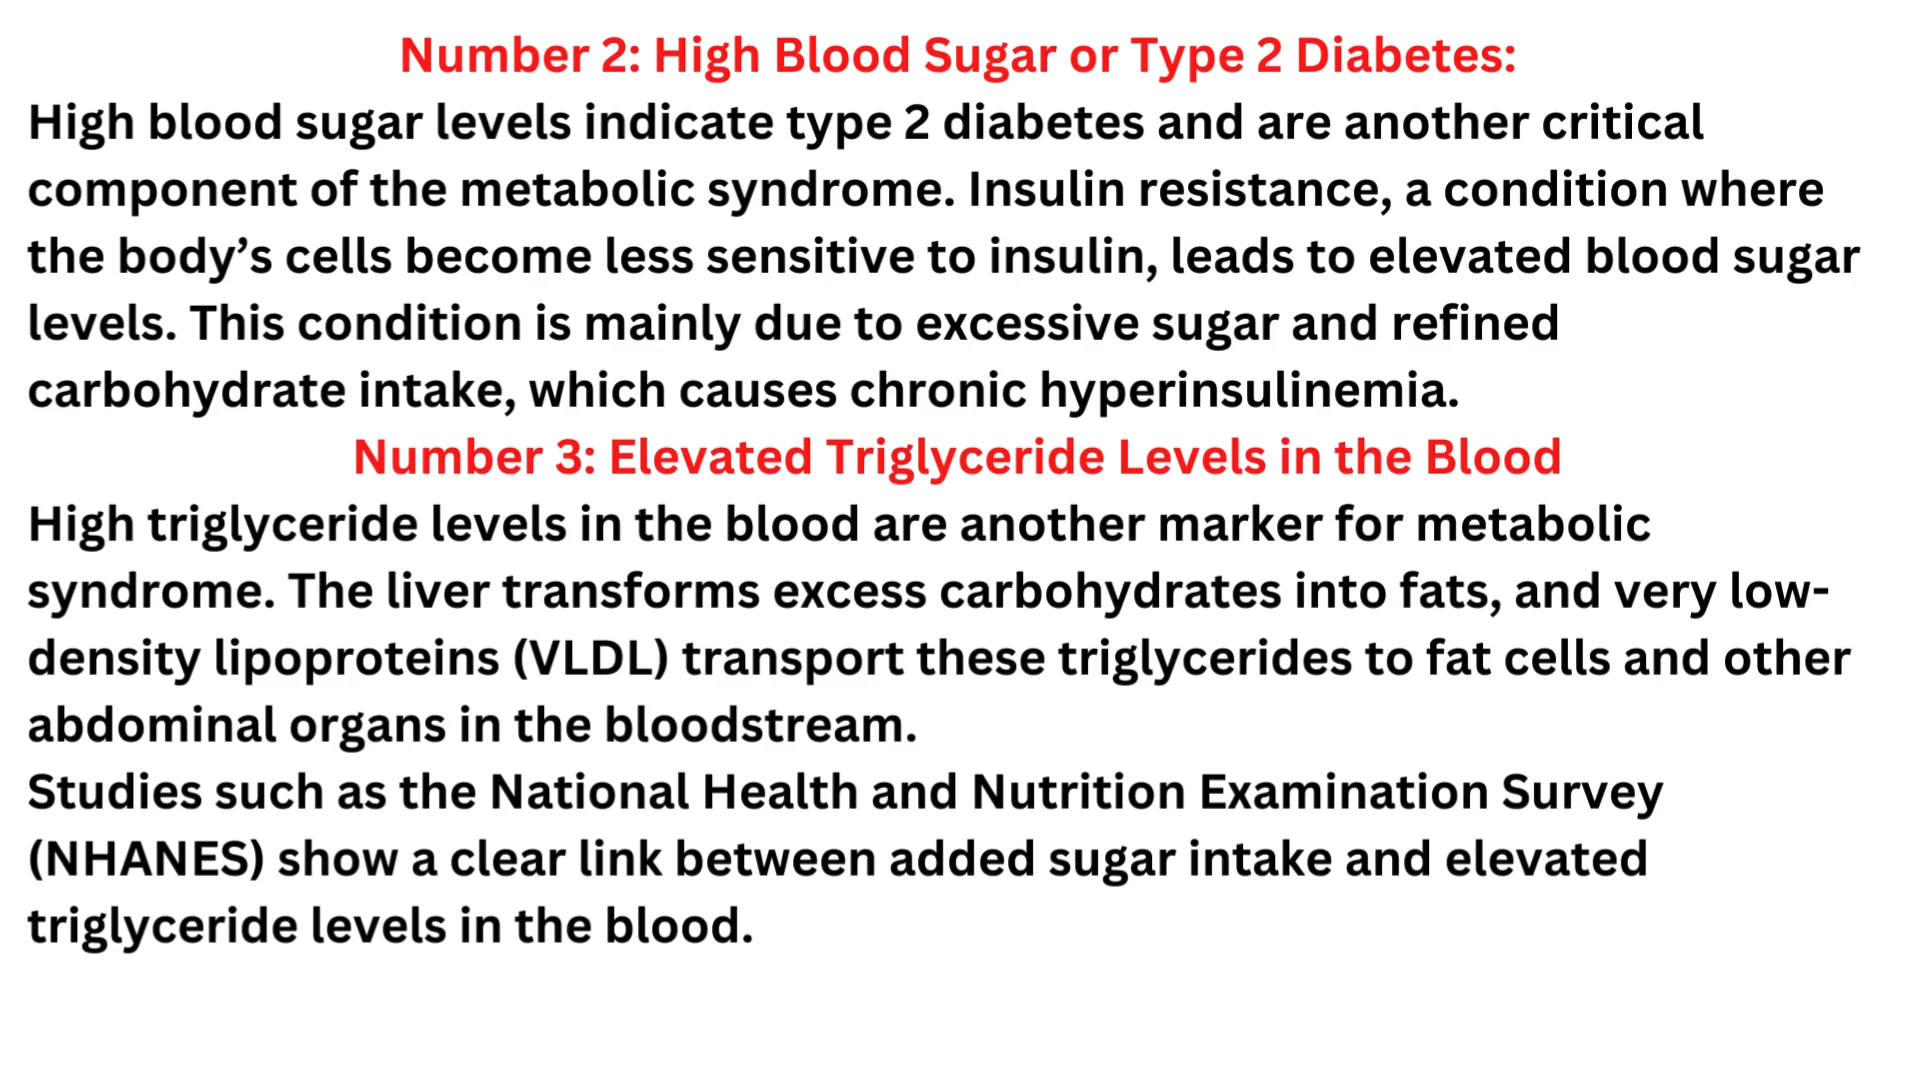 Number 2: High Blood Sugar or Type 2 Diabetes:
High blood sugar levels indicate type 2 diabetes and are another critical
component of the metabolic syndrome. Insulin resistance, a condition where
the body’s cells become less sensitive to insulin, leads to elevated blood sugar
levels. This condition is mainly due to excessive sugar and refined
carbohydrate intake, which causes chronic hyperinsulinemia.
Number 3: Elevated Triglyceride Levels in the Blood
High triglyceride levels in the blood are another marker for metabolic
syndrome. The liver transforms excess carbohydrates into fats, and very low-
density lipoproteins (VLDL) transport these triglycerides to fat cells and other
abdominal organs in the bloodstream.
Studies such as the National Health and Nutrition Examination Survey
(NHANES) show a clear link between added sugar intake and elevated
triglyceride levels in the blood.